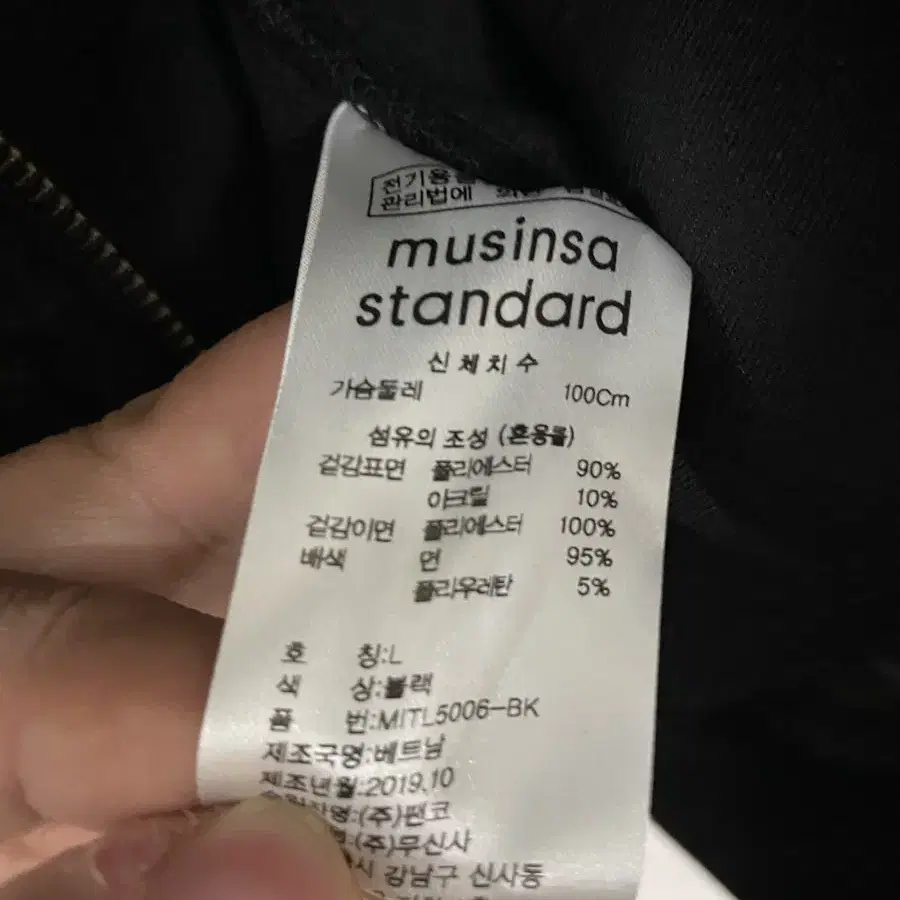 전기용품
관리법에 의한
musinsa
standard
신체치수
가슴둘레 100Cm
섬유의 조성 (혼용률)
겉감표면 폴리에스터 90%
아크릴 10%
겉감이면 폴리에스터 100%
배색 면 95%
폴리우레탄 5%
호 칭:L
색 상:블랙
품 번:MITL5006-BK
제조국명:베트남
제조년월:2019.10
(주)팬코
(주)무신사
강남구 신사동